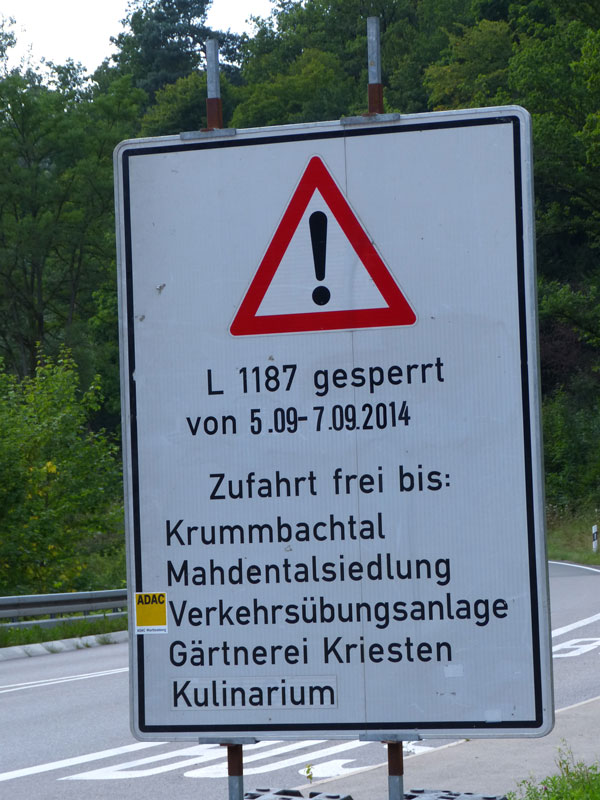 L 1187 gesperrt
von 5.09-7.09.2014
Zufahrt frei bis:
Krummbachtal
Mahdentalsiedlung
ADAC
Verkehrsübungsanlage
Gärtnerei Kriesten
Kulinarium